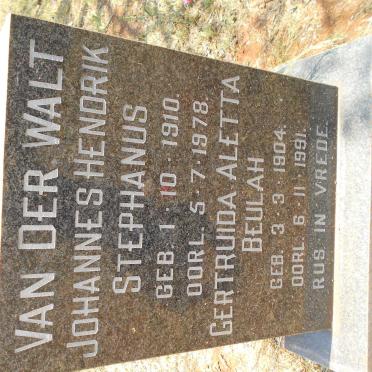 VAN DER WALT
JOHANNES HENDRIK
STEPHANUS
GEB 1 · 10 · 1910.
OORL. 5 · 7 · 1978.
GERTRUIDA ALETTA
BEULAH
GEB. 3 · 3 · 1904.
OORL. 6 · 11 · 1991.
RUS IN VREDE.